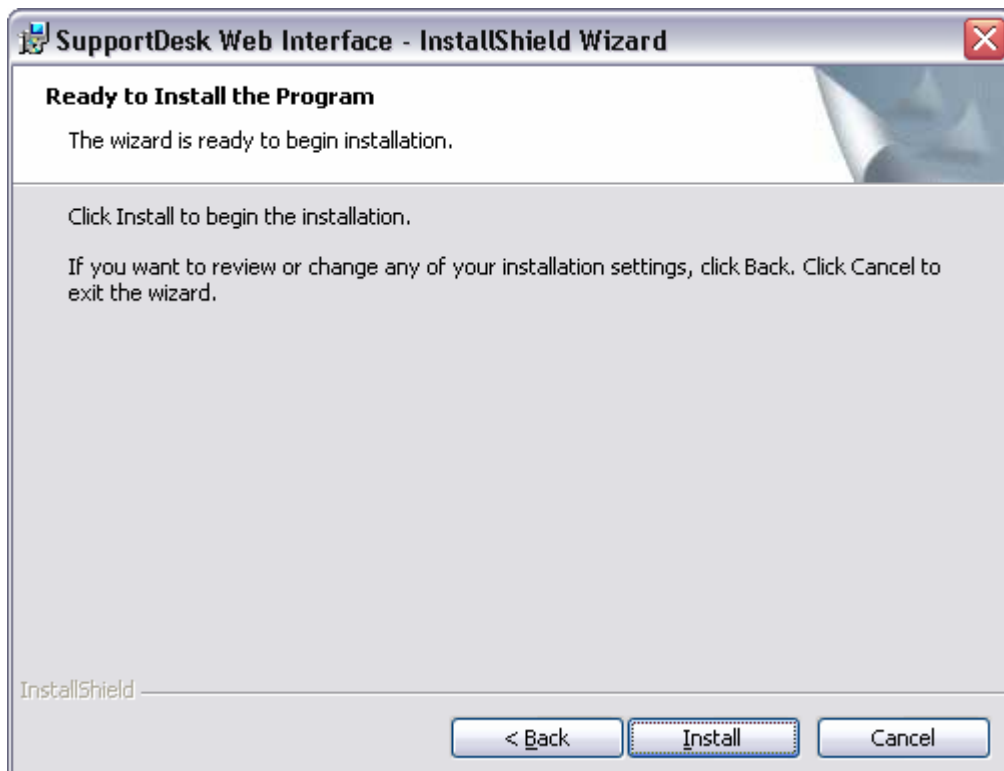 SupportDesk Web Interface - InstallShield Wizard
Ready to Install the Program
The wizard is ready to begin installation.
Click Install to begin the installation.
If you want to review or change any of your installation settings, click Back. Click Cancel to
exit the wizard.
InstallShield
< Back
Install
Cancel